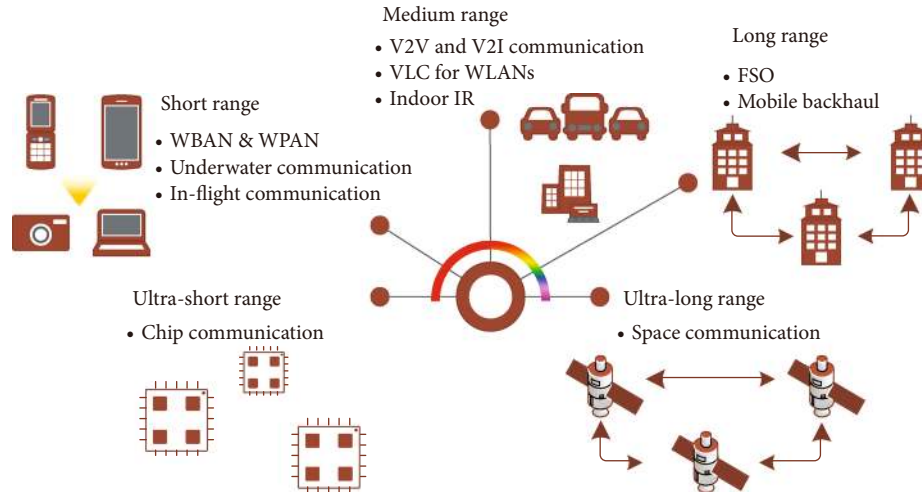 Medium range
• V2V and V2I communication
• VLC for WLANs
• Indoor IR
Long range
• FSO
• Mobile backhaul
Short range
• WBAN & WPAN
• Underwater communication
• In-flight communication
Ultra-short range
• Chip communication
Ultra-long range
• Space communication